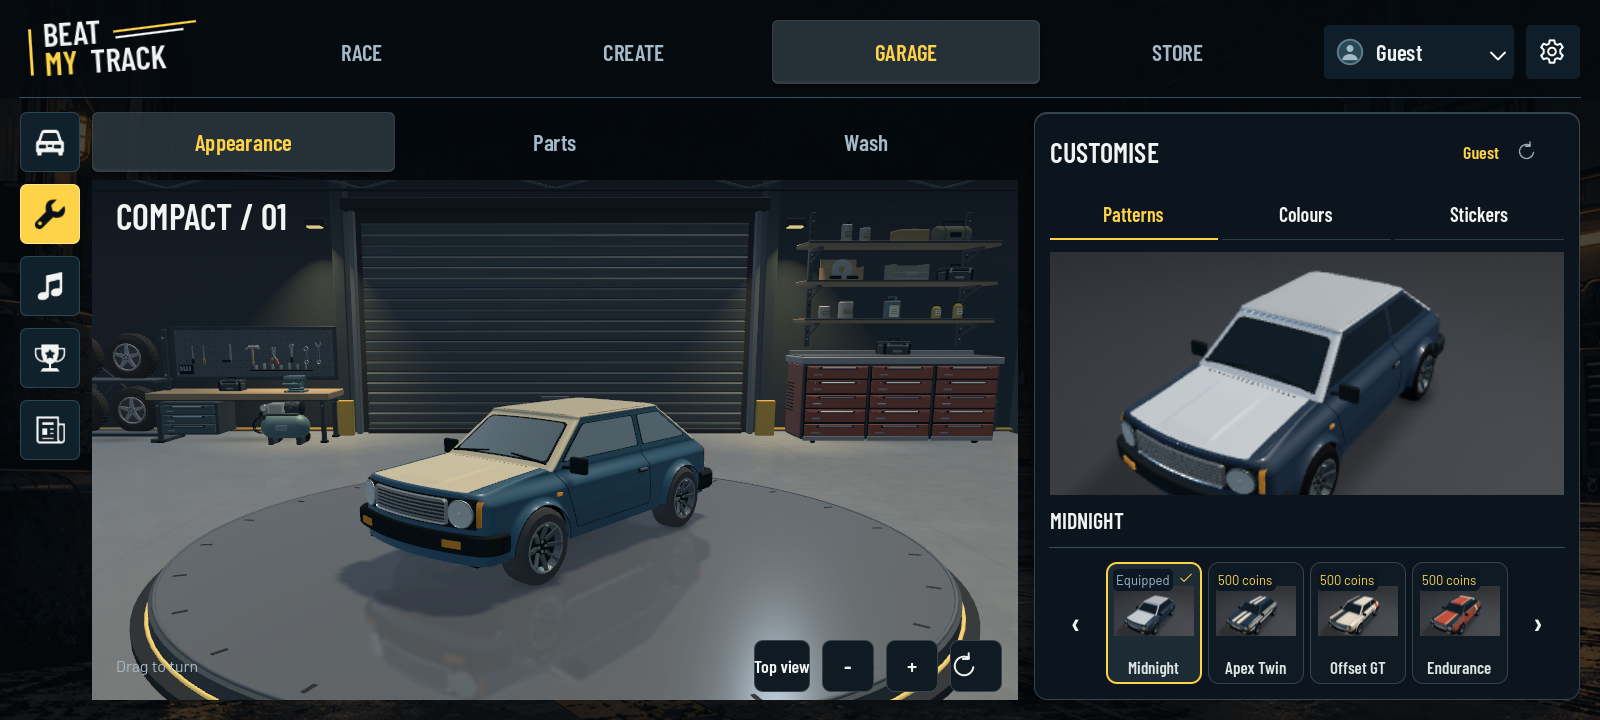 BEAT
MY TRACK
RACE
CREATE
GARAGE
STORE
Guest
Appearance
Parts
Wash
COMPACT / 01
Drag to turn
Top view
-
+
CUSTOMISE
Guest
Patterns
Colours
Stickers
MIDNIGHT
Equipped
500 coins
500 coins
500 coins
Midnight
Apex Twin
Offset GT
Endurance